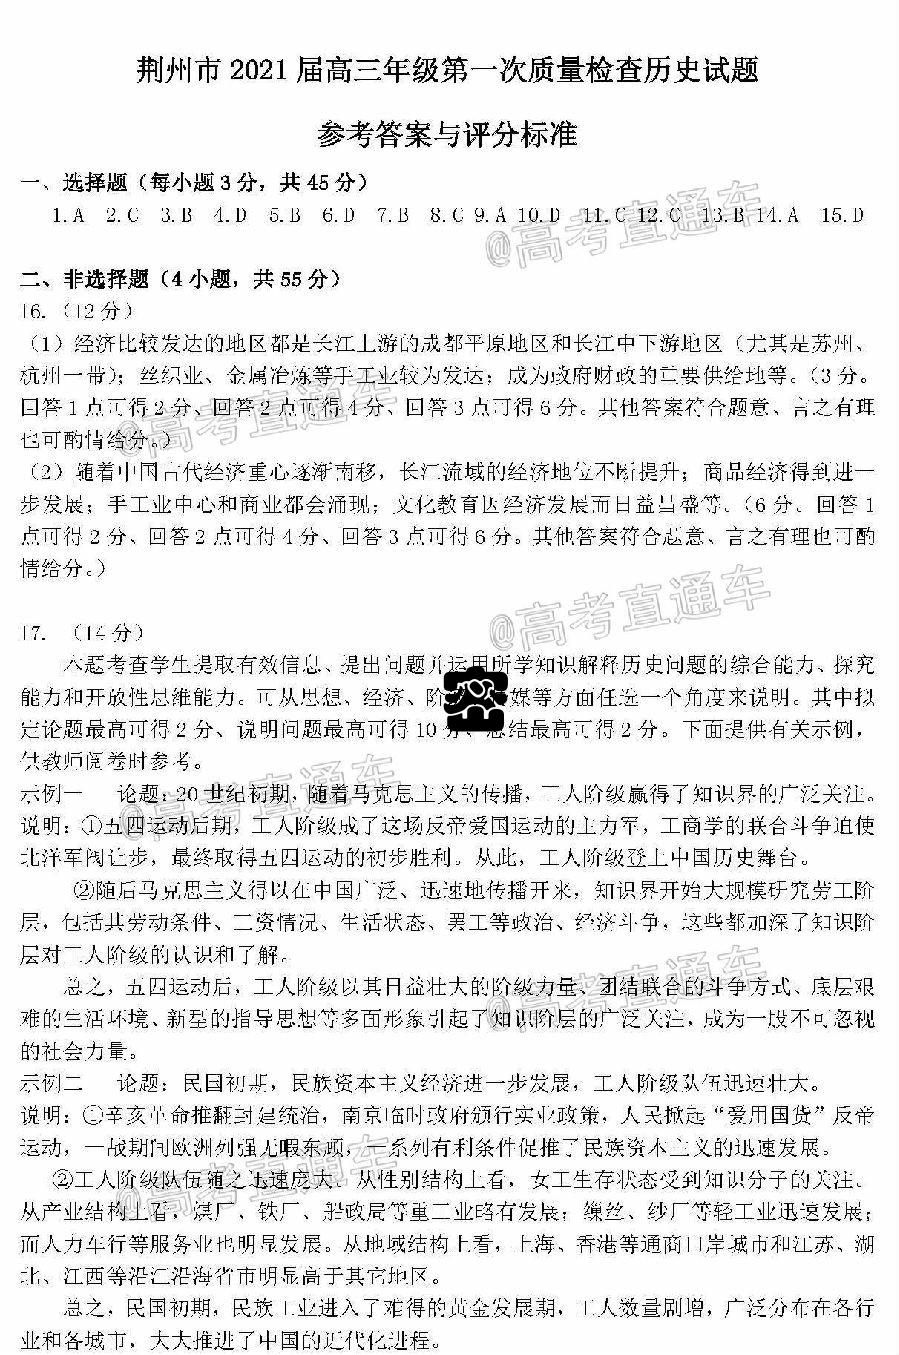 荆州市 2021 届高三年级第一次质量检查历史试题
参考答案与评分标准
一、选择题（每小题 3 分，共 45 分）
1.A 2.C 3.B 4.D 5.B 6.D 7.B 8.C 9.A 10.D 11.C 12.C 13.B 14.A 15.D
@高考直通车
二、非选择题（4 小题，共 55 分）
16.（12 分）
（1）经济比较发达的地区都是长江上游的成都平原地区和长江中下游地区（尤其是苏州、
杭州一带）；丝织业、金属冶炼等手工业较为发达；成为政府财政的重要供给地等。（3 分。
回答 1 点可得 2 分、回答 2 点可得 4 分、回答 3 点可得 6 分。其他答案符合题意、言之有理
也可酌情给分。）
@高考直通车
（2）随着中国古代经济重心逐渐南移，长江流域的经济地位不断提升；商品经济得到进一
步发展；手工业中心和商业都会涌现；文化教育因经济发展而日益昌盛等。（6 分。回答 1
点可得 2 分、回答 2 点可得 4 分、回答 3 点可得 6 分。其他答案符合题意、言之有理也可酌
情给分。）
@高考直通车
17. （14 分）
本题考查学生提取有效信息、提出问题并运用所学知识解释历史问题的综合能力、探究
能力和开放性思维能力。可从思想、经济、阶 媒等方面任选一个角度来说明。其中拟
定论题最高可得 2 分、说明问题最高可得 10 分、总结最高可得 2 分。下面提供有关示例，
供教师阅卷时参考。
@高考直通车
示例一 论题：20 世纪初期，随着马克思主义的传播，工人阶级赢得了知识界的广泛关注。
说明：①五四运动后期，工人阶级成了这场反帝爱国运动的主力军，工商学的联合斗争迫使
北洋军阀让步，最终取得五四运动的初步胜利。从此，工人阶级登上中国历史舞台。
②随后马克思主义得以在中国广泛、迅速地传播开来，知识界开始大规模研究劳工阶
层，包括其劳动条件、工资情况、生活状态、罢工等政治、经济斗争，这些都加深了知识阶
层对工人阶级的认识和了解。
@高考直通车
总之，五四运动后，工人阶级以其日益壮大的阶级力量、团结联合的斗争方式、底层艰
难的生活环境、新型的指导思想等多面形象引起了知识阶层的广泛关注，成为一股不可忽视
的社会力量。
示例二 论题：民国初期，民族资本主义经济进一步发展，工人阶级队伍迅速壮大。
说明：①辛亥革命推翻封建统治，南京临时政府颁行实业政策，人民掀起“爱用国货”反帝
运动，一战期间欧洲列强无暇东顾，一系列有利条件促推了民族资本主义的迅速发展。
@高考直通车
②工人阶级队伍随之迅速庞大。从性别结构上看，女工生存状态受到知识分子的关注。
从产业结构上看，煤厂、铁厂、船政局等重工业略有发展；缫丝、纱厂等轻工业迅速发展；
而人力车行等服务业也明显发展。从地域结构上看，上海、香港等通商口岸城市和江苏、湖
北、江西等沿江沿海省市明显高于其它地区。
总之，民国初期，民族工业进入了难得的黄金发展期，工人数量剧增，广泛分布在各行
业和各城市，大大推进了中国的近代化进程。